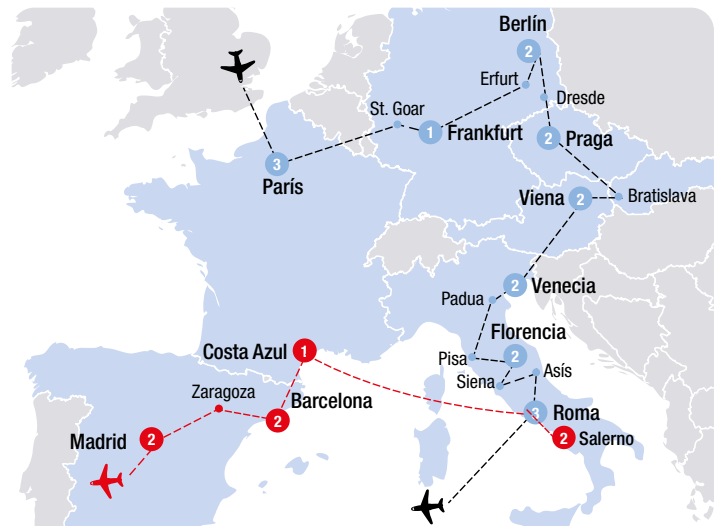 Berlín
2
Erfurt
Dresde
St. Goar
1
Frankfurt
2
Praga
3
París
Viena
2
Bratislava
2
Venecia
Padua
Florencia
2
Costa Azul
1
Pisa
Siena
Asís
Zaragoza
Barcelona
2
3
Roma
Madrid
2
2
Salerno